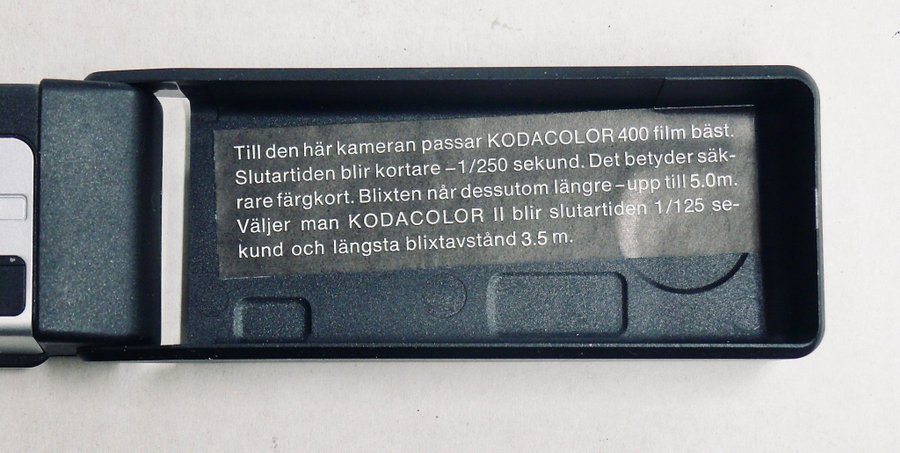 Till den här kameran passar KODACOLOR 400 film bäst.
Slutartiden blir kortare – 1/250 sekund. Det betyder säk-
rare färgkort. Blixten når dessutom längre – upp till 5.0m.
Väljer man KODACOLOR II blir slutartiden 1/125 se-
kund och längsta blixtavstånd 3.5 m.